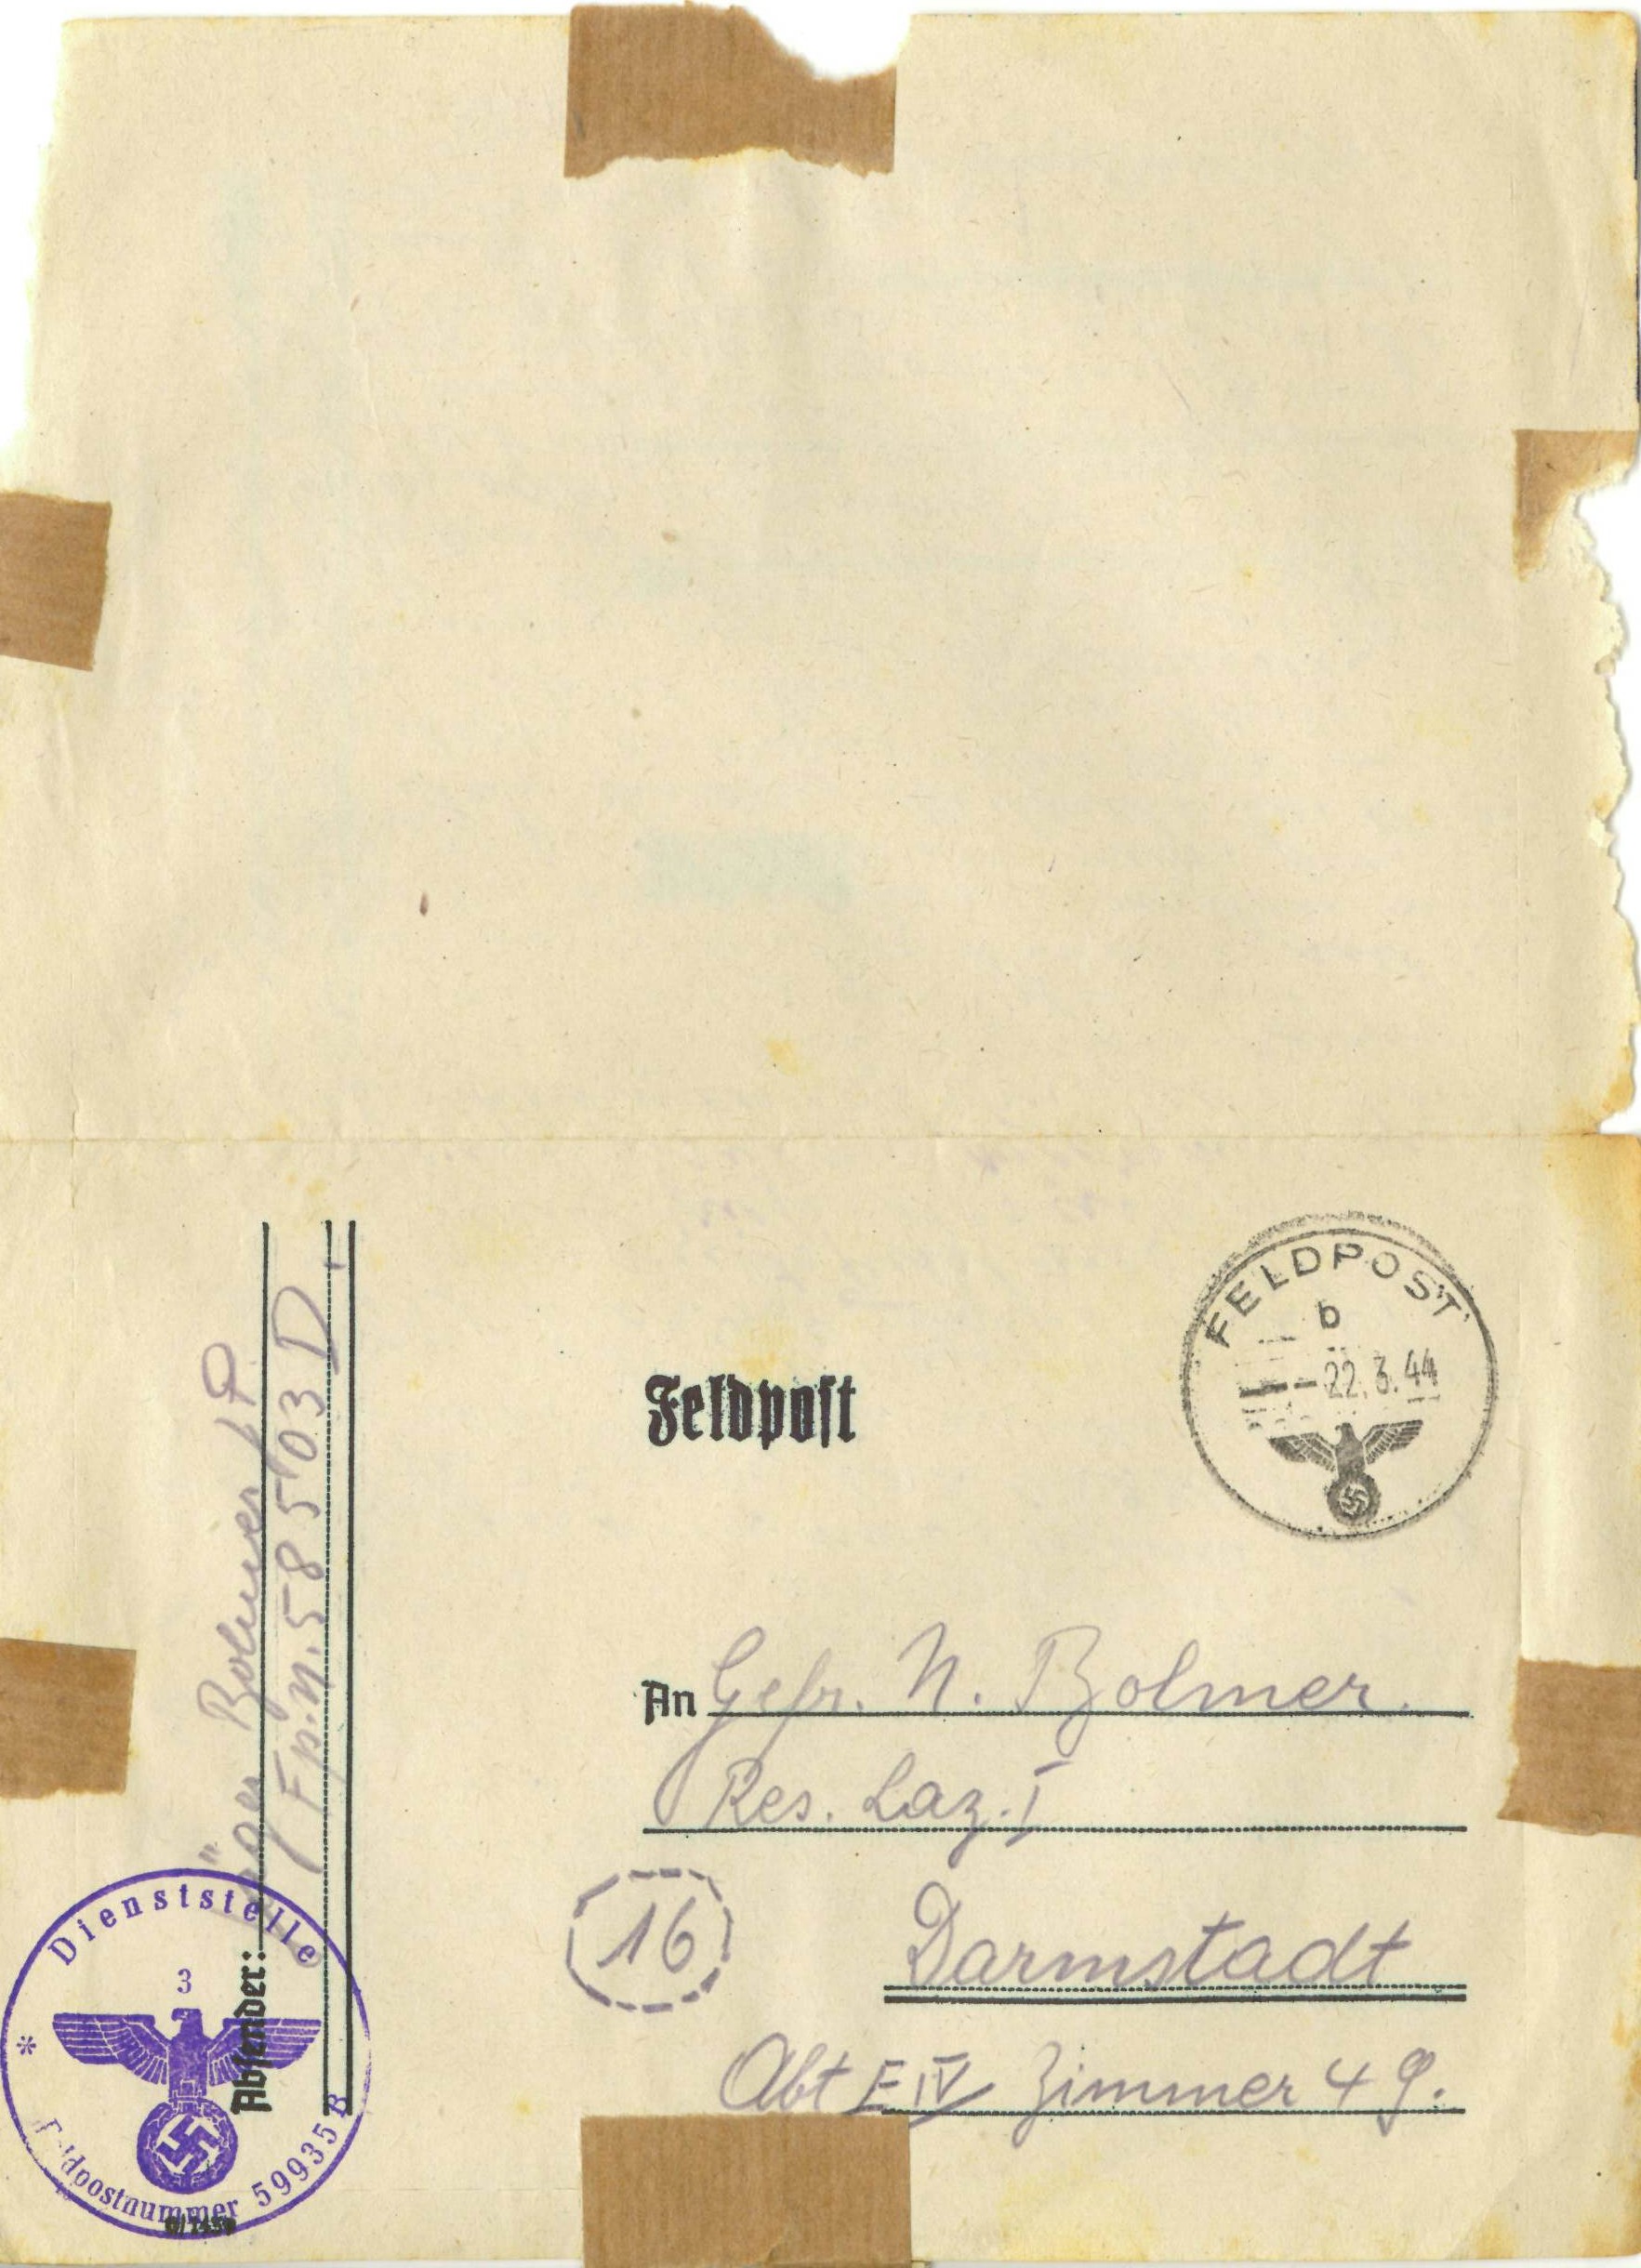 FELDPOST
b
22.3.44
Feldpost
An Gefr. N. Bolmer.
Res. Laz. I
16
Darmstadt
Abt E IV Zimmer 49.
Absender: Jäger Bolmer
Fp.N. 58503 D.
Dienststelle
3
* Feldpostnummer 59935 B